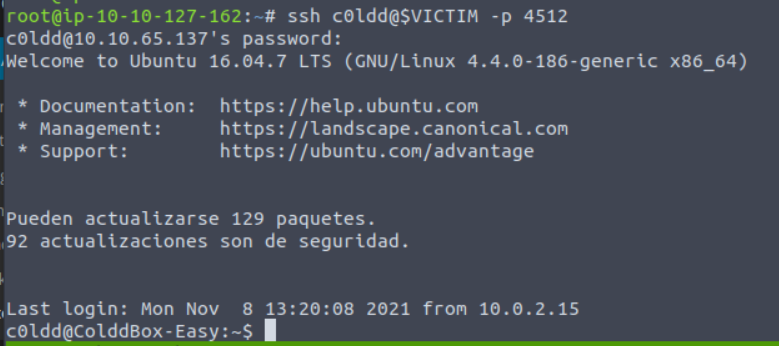 root@ip-10-10-127-162:~# ssh c0ldd@$VICTIM -p 4512
c0ldd@10.10.65.137's password:
Welcome to Ubuntu 16.04.7 LTS (GNU/Linux 4.4.0-186-generic x86_64)
* Documentation:  https://help.ubuntu.com
* Management:     https://landscape.canonical.com
* Support:        https://ubuntu.com/advantage
Pueden actualizarse 129 paquetes.
92 actualizaciones son de seguridad.
Last login: Mon Nov  8 13:20:08 2021 from 10.0.2.15
c0ldd@ColddBox-Easy:~$